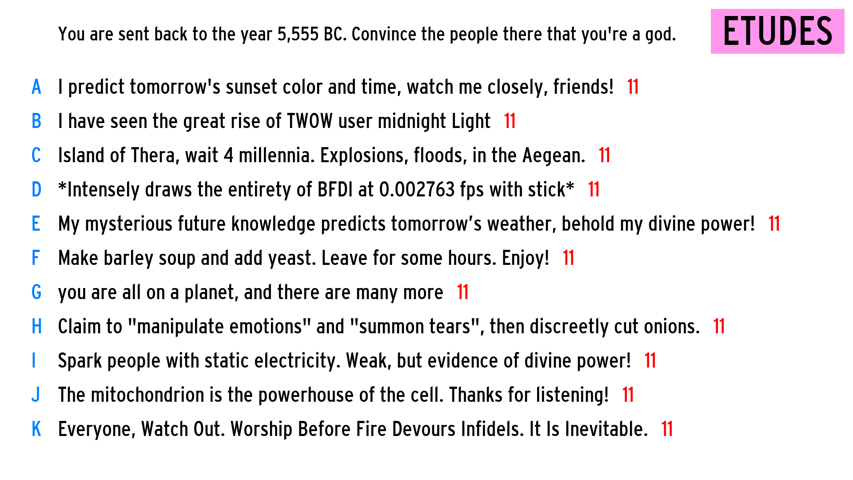 You are sent back to the year 5,555 BC. Convince the people there that you're a god.
ETUDES
A I predict tomorrow's sunset color and time, watch me closely, friends! 11
B I have seen the great rise of TWOW user midnight Light 11
C Island of Thera, wait 4 millennia. Explosions, floods, in the Aegean. 11
D *Intensely draws the entirety of BFDI at 0.002763 fps with stick* 11
E My mysterious future knowledge predicts tomorrow’s weather, behold my divine power! 11
F Make barley soup and add yeast. Leave for some hours. Enjoy! 11
G you are all on a planet, and there are many more 11
H Claim to "manipulate emotions" and "summon tears", then discreetly cut onions. 11
I Spark people with static electricity. Weak, but evidence of divine power! 11
J The mitochondrion is the powerhouse of the cell. Thanks for listening! 11
K Everyone, Watch Out. Worship Before Fire Devours Infidels. It Is Inevitable. 11